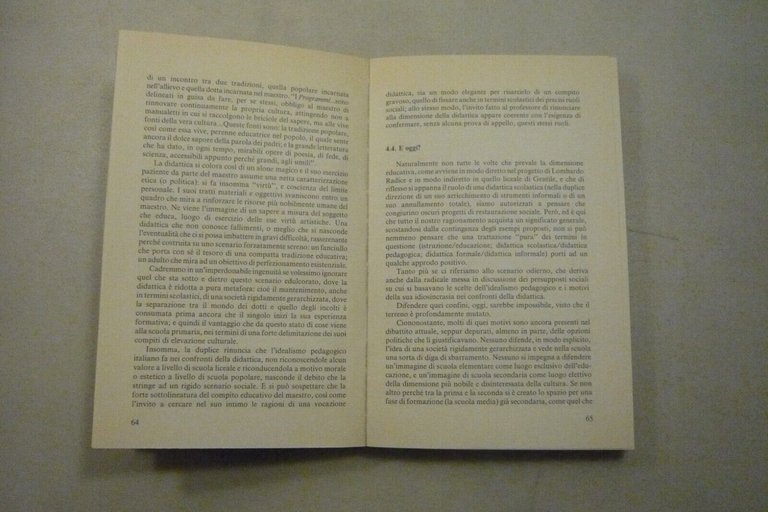 di un incontro tra due tradizioni, quella popolare incarnata
nell'allievo e quella dotta incarnata nel maestro. "I Programmi...sono
delineati in guisa da fare, per se stessi, obbligo al maestro di
rinnovare continuamente la propria cultura, attingendo non a
manualetti in cui si raccolgono le briciole del sapere, ma alle vive
fonti della vera cultura...Queste fonti sono: la tradizione popolare,
così come essa vive, perenne educatrice nel popolo, il quale sente
ancora il dolce sapore della parola dei padri; e la grande letteratura
che ha dato, in ogni tempo, mirabili opere di poesia, di fede, di
scienza, accessibili appunto perché grandi, agli umili".
La didattica si colora così di un alone magico e il suo esercizio
paziente da parte del maestro assume una netta caratterizzazione
etica (o politica): si fa insomma "virtù", e coscienza del limite
personale. I suoi tratti materiali e oggettivi svaniscono entro un
quadro che mira a rinforzare le risorse più nobilmente umane del
maestro. Ne viene l'immagine di un sapere a misura del soggetto
che educa, luogo di esercizio delle sue virtù artistiche. Una
didattica che non conosce fallimenti, o meglio che si nasconde
l'eventualità che ci si possa imbattere in gravi difficoltà, rasserenante
perché costruita su uno scenario forastamente sereno: un fanciullo
che porta con sé il tesoro di una compatta tradizione educativa;
un adulto che mira ad un obiettivo di perfezionamento esistenziale.
Cadremmo in un'imperdonabile ingenuità se volessimo ignorare
quel che sta sotto e dietro questo scenario edulcorato, dove la
didattica è ridotta a pura metafora: cioè il mantenimento, anche
in termini scolastici, di una società rigidamente gerarchizzata, dove
la separazione tra il mondo dei dotti e quello degli incolti è
consumata prima ancora che il singolo inizi la sua esperienza
formativa; e quindi il vantaggio che da questo stato di cose viene
alla scuola primaria, nei termini di una forte delimitazione dei suoi
compiti di elevazione culturale.
Insomma, la duplice rinuncia che l'idealismo pedagogico
italiano fa nei confronti della didattica, non riconoscendole alcun
valore a livello di scuola liceale e riconducendola a motivo morale
o estetico a livello di scuola popolare, nasconde il debito che la
stringe ad un rigido scenario sociale. E si può sospettare che la
forte sottolineatura del compito educativo del maestro, così come
l'invito a cercare nel suo intimo le ragioni di una vocazione
64
didattica, sia un modo elegante per risarcirlo di un compito
gravoso, quello di fissare anche in termini scolastici dei precisi ruoli
sociali; allo stesso modo, l'invito fatto al professore di rinunciare
alla dimensione della didattica appare coerente con l'esigenza di
confermare, senza alcuna prova di appello, questi stessi ruoli.
4.4. E oggi?
Naturalmente non tutte le volte che prevale la dimensione
educativa, come avviene in modo diretto nel progetto di Lombardo
Radice e in modo indiretto in quello liceale di Gentile, e che di
riflesso si appanna il ruolo di una didattica scolastica (nella duplice
direzione di un suo arricchimento di strumenti informali o di un
suo annullamento totale), siamo autorizzati a pensare che
congiurino oscuri progetti di restaurazione sociale. Però, ed è qui
che tutto il nostro ragionamento acquista un significato generale,
scostandosi dalla contingenza degli esempi proposti, non si può
nemmeno pensare che una trattazione "pura" dei termini in
questione (istruzione/educazione; didattica scolastica/didattica
pedagogica; didattica formale/didattica informale) porti ad un
qualche approdo positivo.
Tanto più se ci riferiamo allo scenario odierno, che deriva
anche dalla radicale messa in discussione dei presupposti sociali
su cui si basavano le scelte dell'idealismo pedagogico e i motivi
della sua idiosincrasia nei confronti della didattica.
Difendere quei confini, oggi, sarebbe impossibile, visto che il
terreno è profondamente mutato.
Ciononostante, molti di quei motivi sono ancora presenti nel
dibattito attuale, seppur depurati, almeno in parte, delle opzioni
politiche che li giustificavano. Nessuno difende, in modo esplicito,
l'idea di una società rigidamente gerarchizzata o vede nella scuola
una sorta di diga di sbarramento. Nessuno si impegna a difendere
un'immagine di scuola elementare come luogo esclusivo dell'edu-
cazione, e un'immagine di scuola secondaria come luogo elettivo
della dimensione più nobile e disinteressata della cultura. Se non
altro perché tra la prima e la seconda si è creato lo spazio per una
fase di formazione (la scuola media) già secondaria, come quel che
65